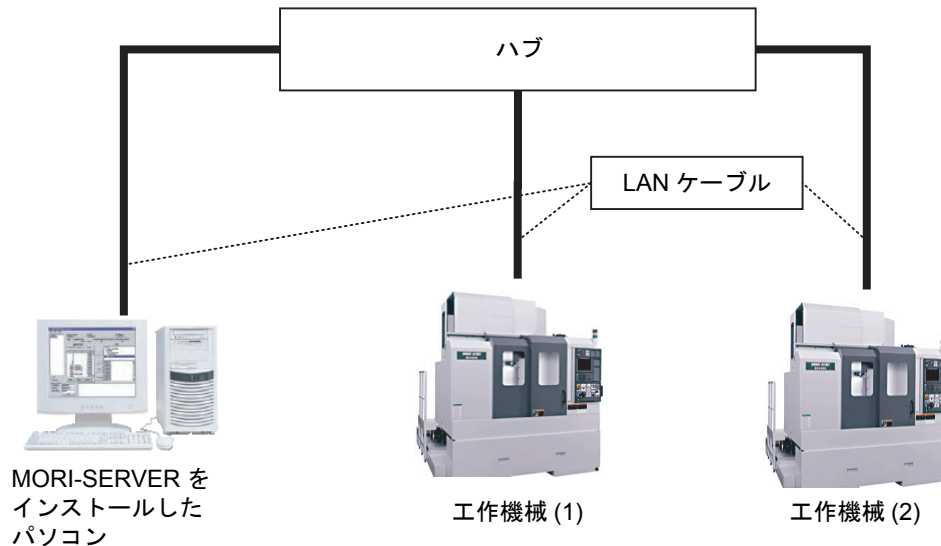 ハブ
LAN ケーブル
MORI-SERVER を
インストールした
パソコン
工作機械 (1)
工作機械 (2)